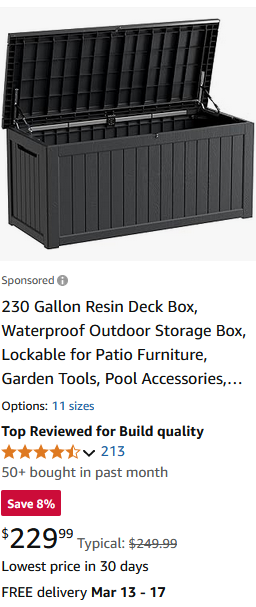 Sponsored
230 Gallon Resin Deck Box,
Waterproof Outdoor Storage Box,
Lockable for Patio Furniture,
Garden Tools, Pool Accessories,...
Options: 11 sizes
Top Reviewed for Build quality
213
50+ bought in past month
Save 8%
$229 99 Typical: $249.99
Lowest price in 30 days
FREE delivery Mar 13 - 17